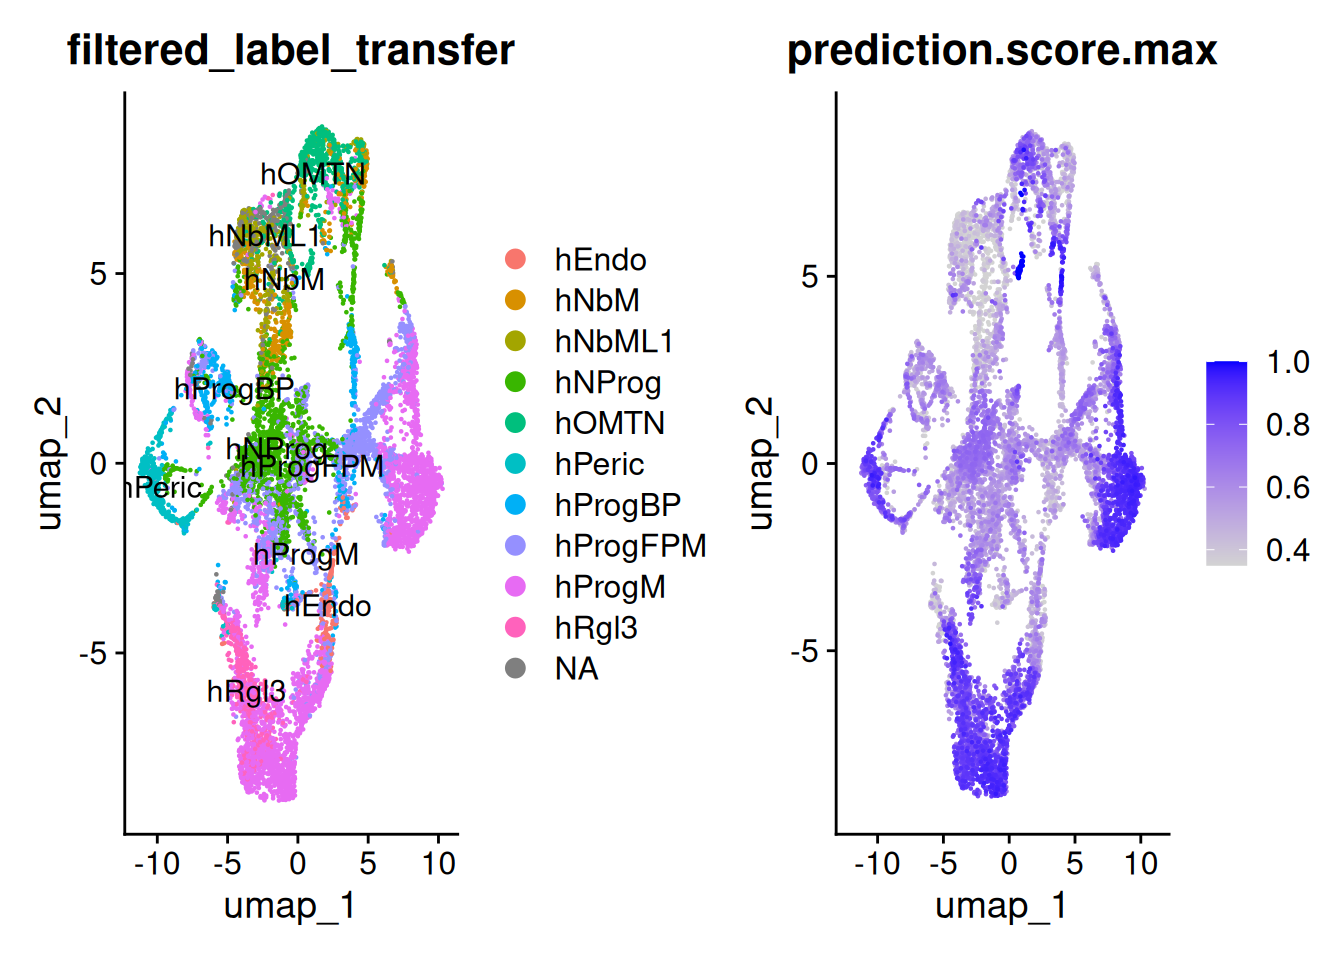 filtered_label_transfer
hOMTN
hNbML1
hNbM
hProgBP
hNProg
hProgFPM
hPeric
hProgM
hEndo
hRgl3
5
0
-5
umap_2
-10 -5 0 5 10
umap_1
hEndo
hNbM
hNbML1
hNProg
hOMTN
hPeric
hProgBP
hProgFPM
hProgM
hRgl3
NA
prediction.score.max
5
0
-5
umap_2
-10 -5 0 5 10
umap_1
1.0
0.8
0.6
0.4